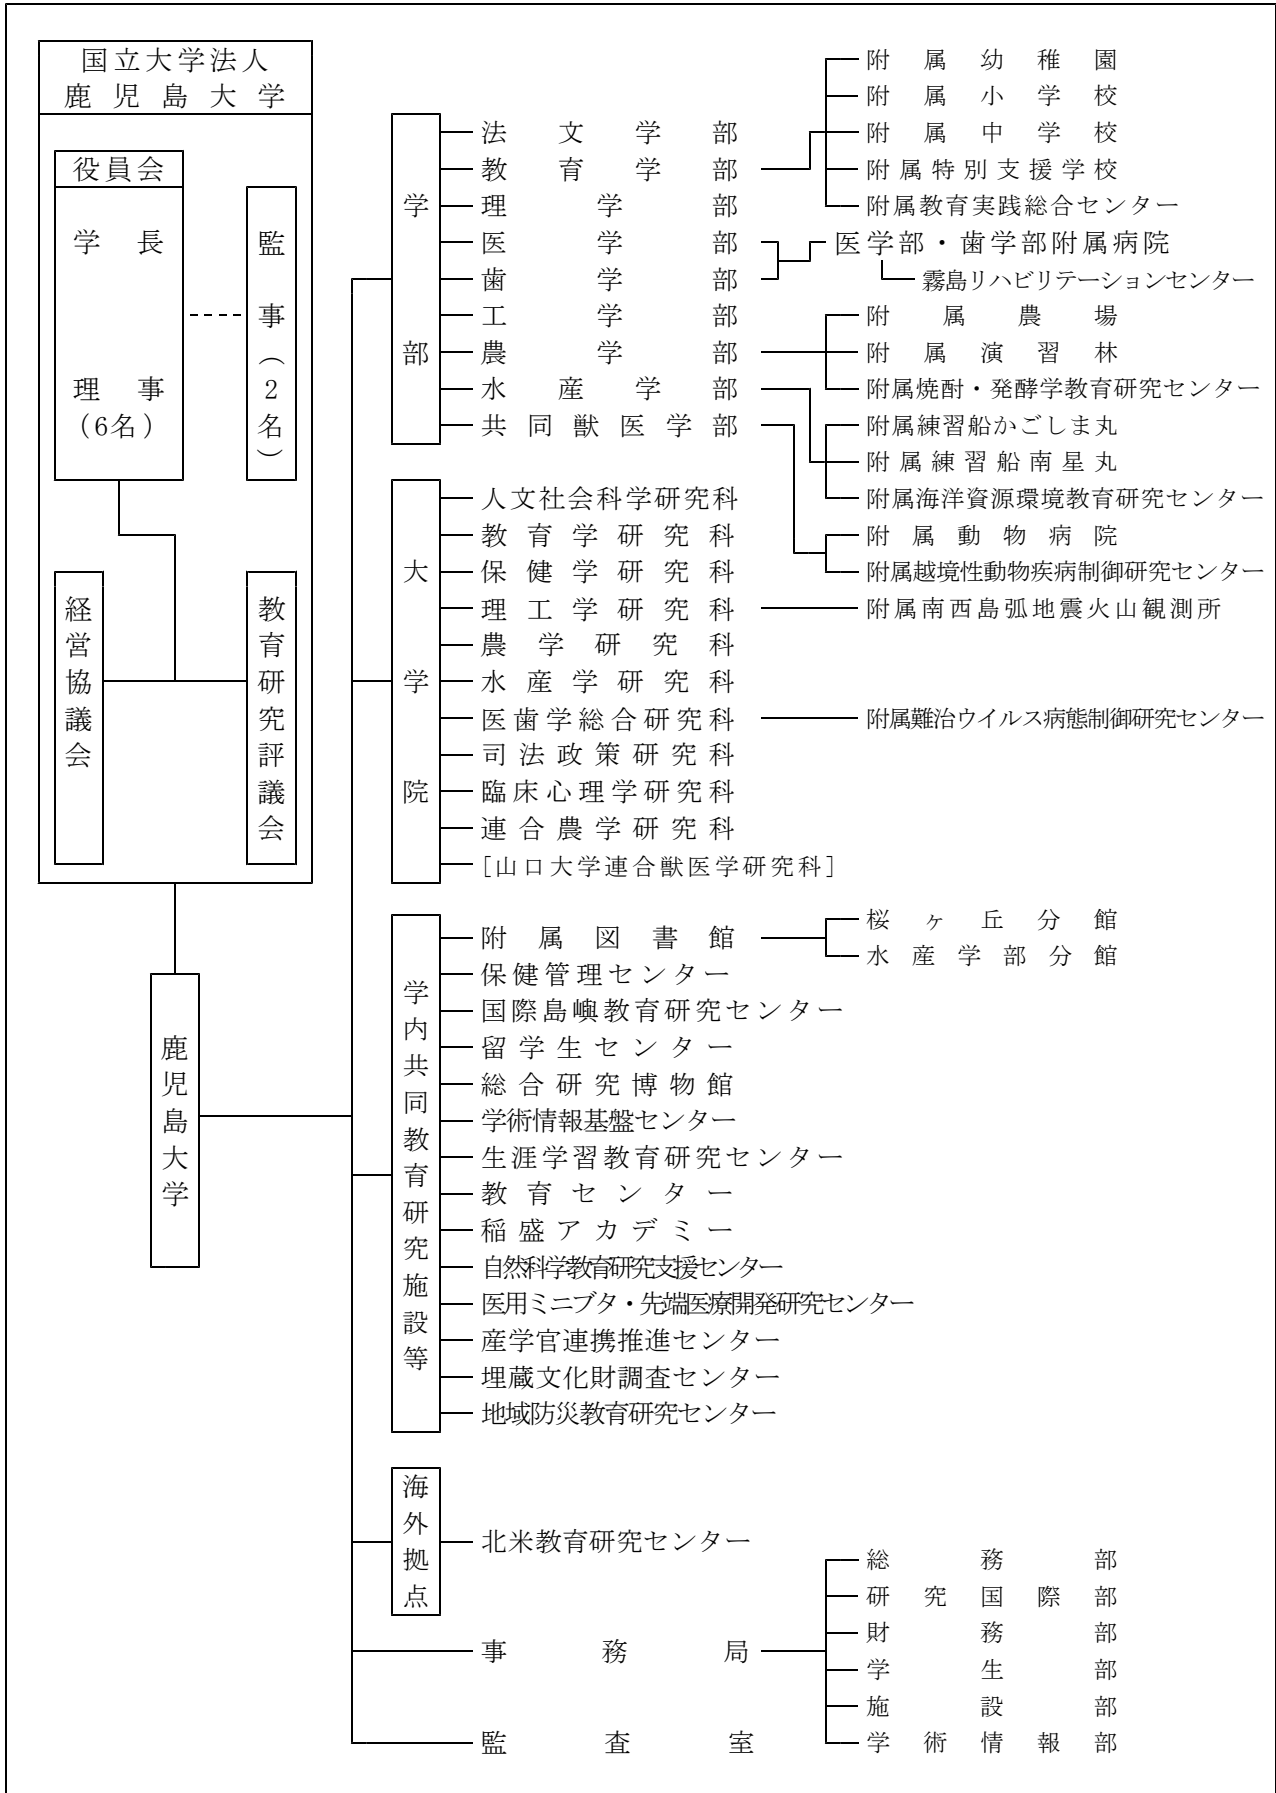 国立大学法人
鹿児島大学
役員会
学長
理事
(6名)
監事(2名)
経営協議会
教育研究評議会
鹿児島大学
学部
法文学部
教育学部
附属幼稚園
附属小学校
附属中学校
附属特別支援学校
附属教育実践総合センター
理学部
医学部
歯学部
医学部・歯学部附属病院
霧島リハビリテーションセンター
工学部
農学部
附属農場
附属演習林
附属焼酎・発酵学教育研究センター
水産学部
附属練習船かごしま丸
附属練習船南星丸
附属海洋資源環境教育研究センター
共同獣医学部
附属動物病院
附属越境性動物疾病制御研究センター
大学院
人文社会科学研究科
教育学研究科
保健学研究科
理工学研究科
附属南西島弧地震火山観測所
農学研究科
水産学研究科
医歯学総合研究科
附属難治ウイルス病態制御研究センター
司法政策研究科
臨床心理学研究科
連合農学研究科
[山口大学連合獣医学研究科]
学内共同教育研究施設等
附属図書館
桜ヶ丘分館
水産学部分館
保健管理センター
国際島嶼教育研究センター
留学生センター
総合研究博物館
学術情報基盤センター
生涯学習教育研究センター
教育センター
稲盛アカデミー
自然科学教育研究支援センター
医用ミニブタ・先端医療開発研究センター
産学官連携推進センター
埋蔵文化財調査センター
地域防災教育研究センター
海外拠点
北米教育研究センター
事務局
総務部
研究国際部
財務部
学生部
施設部
学術情報部
監査室